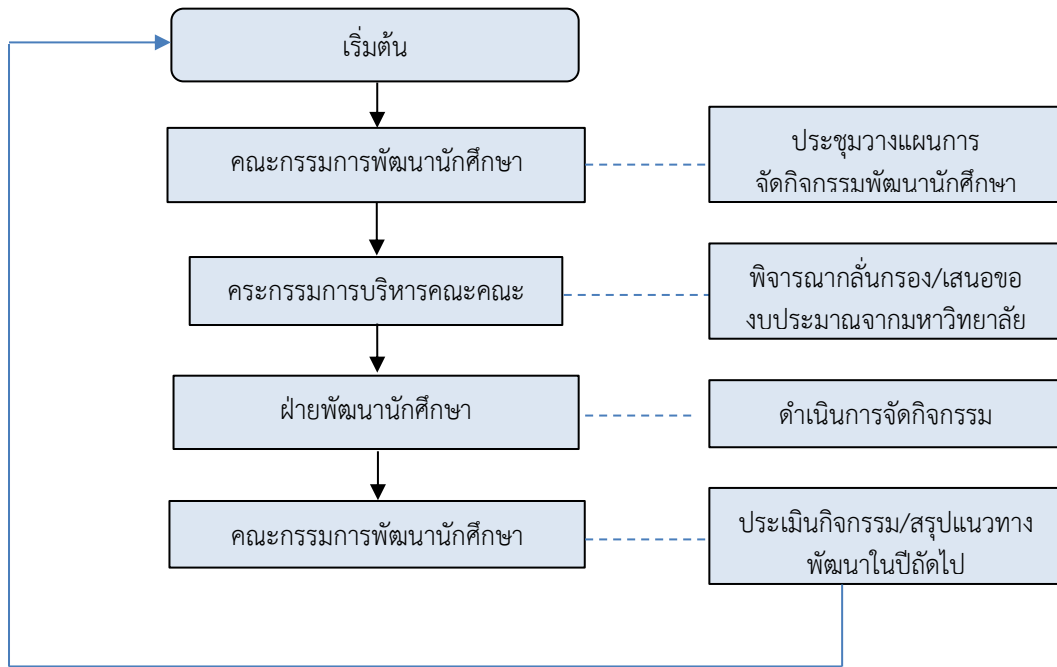 เริ่มต้น
คณะกรรมการพัฒนานักศึกษา
ประชุมวางแผนการ
จัดกิจกรรมพัฒนานักศึกษา
คระกรรมการบริหารคณะคณะ
พิจารณากลั่นกรอง/เสนอขอ
งบประมาณจากมหาวิทยาลัย
ฝ่ายพัฒนานักศึกษา
ดำเนินการจัดกิจกรรม
คณะกรรมการพัฒนานักศึกษา
ประเมินกิจกรรม/สรุปแนวทาง
พัฒนาในปีถัดไป